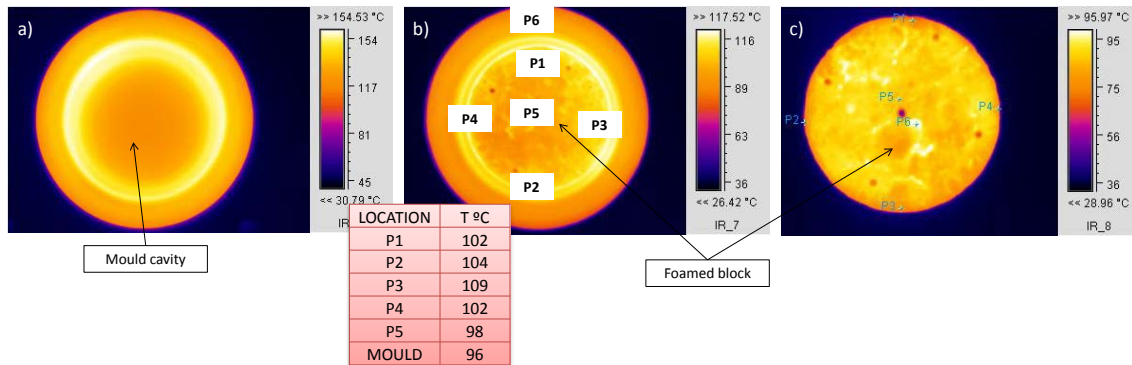 a)
>> 154.53 °C
154
117
81
45
<< 30.79 °C
Mould cavity
b)
P6
P1
P4
P5
P3
P2
>> 117.52 °C
116
89
63
36
<< 26.42 °C
IR_7
LOCATION T ºC
P1 102
P2 104
P3 109
P4 102
P5 98
MOULD 96
Foamed block
c)
P1
P5
P4
P2
P6
P3
>> 95.97 °C
95
75
56
36
<< 28.96 °C
IR_8